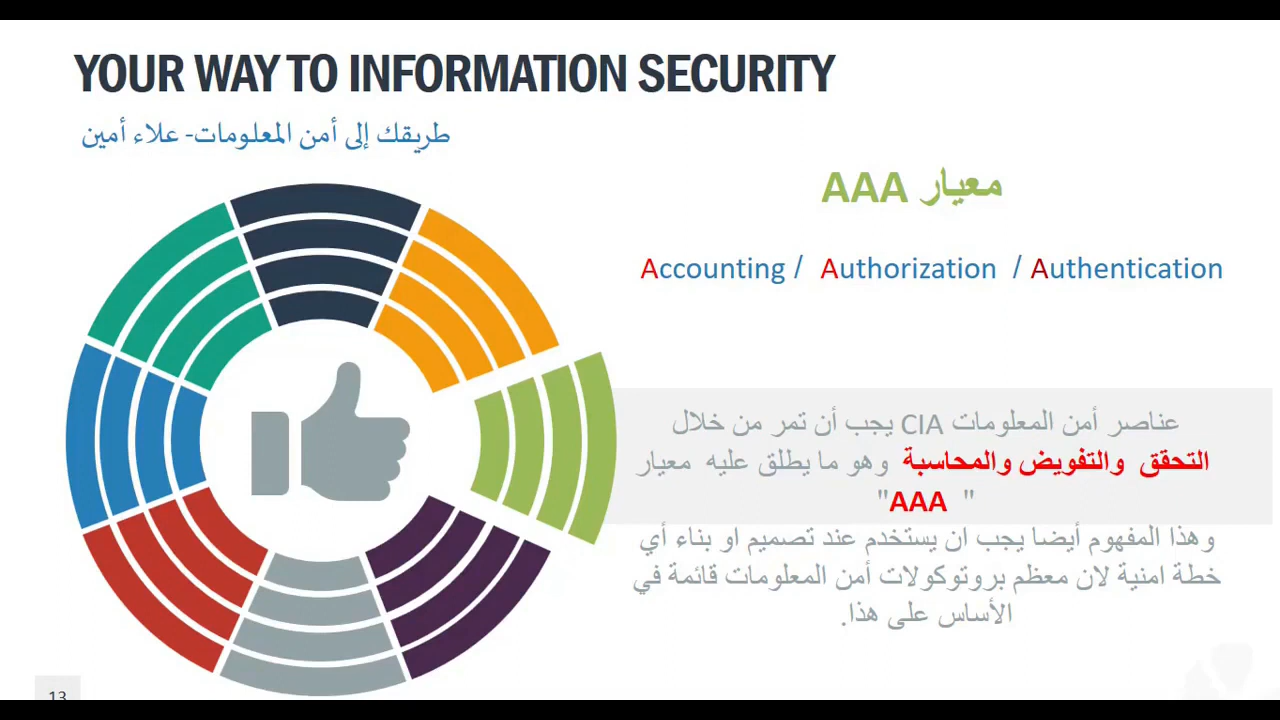 YOUR WAY TO INFORMATION SECURITY
طريقك إلى أمن المعلومات- علاء أمين
معيار AAA
Accounting / Authorization / Authentication
عناصر أمن المعلومات CIA يجب أن تمر من خلال
التحقق والتفويض والمحاسبة وهو ما يطلق عليه معيار
" AAA"
وهذا المفهوم أيضا يجب ان يستخدم عند تصميم او بناء أي
خطة امنية لان معظم بروتوكولات أمن المعلومات قائمة في
الأساس على هذا.
13